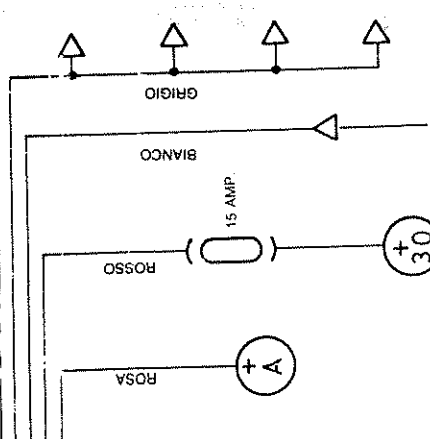 GRIGIO
BIANCO
15 AMP.
ROSSO
+
30
ROSA
+
A